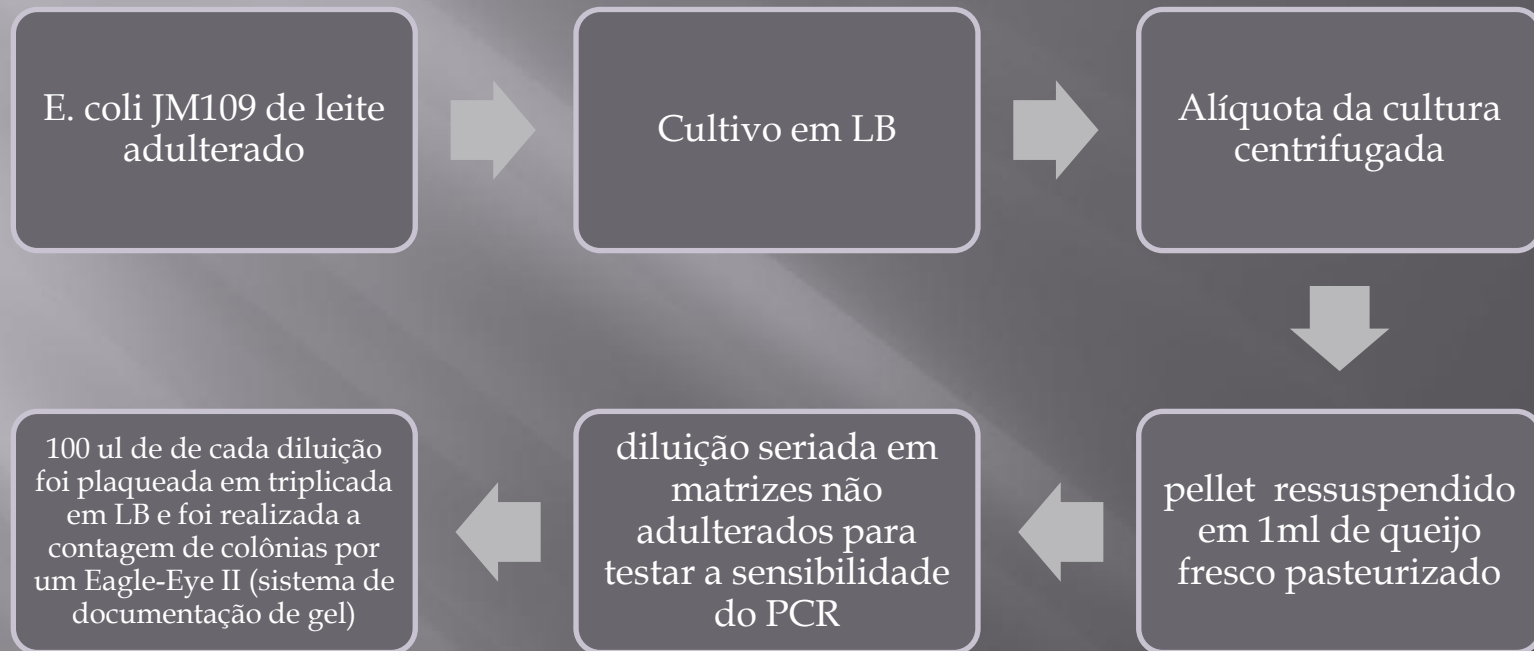 E. coli JM109 de leite
adulterado
Cultivo em LB
Alíquota da cultura
centrifugada
pellet ressuspendido
em 1ml de queijo
fresco pasteurizado
diluição seriada em
matrizes não
adulterados para
testar a sensibilidade
do PCR
100 ul de de cada diluição
foi plaqueada em triplicada
em LB e foi realizada a
contagem de colônias por
um Eagle-Eye II (sistema de
documentação de gel)